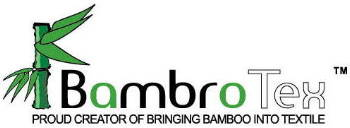 BambroTex™
PROUD CREATOR OF BRINGING BAMBOO INTO TEXTILE